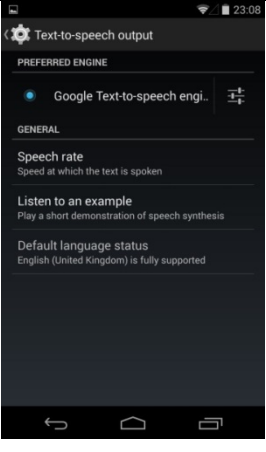 23:08
Text-to-speech output
PREFERRED ENGINE
Google Text-to-speech engi..
GENERAL
Speech rate
Speed at which the text is spoken
Listen to an example
Play a short demonstration of speech synthesis
Default language status
English (United Kingdom) is fully supported